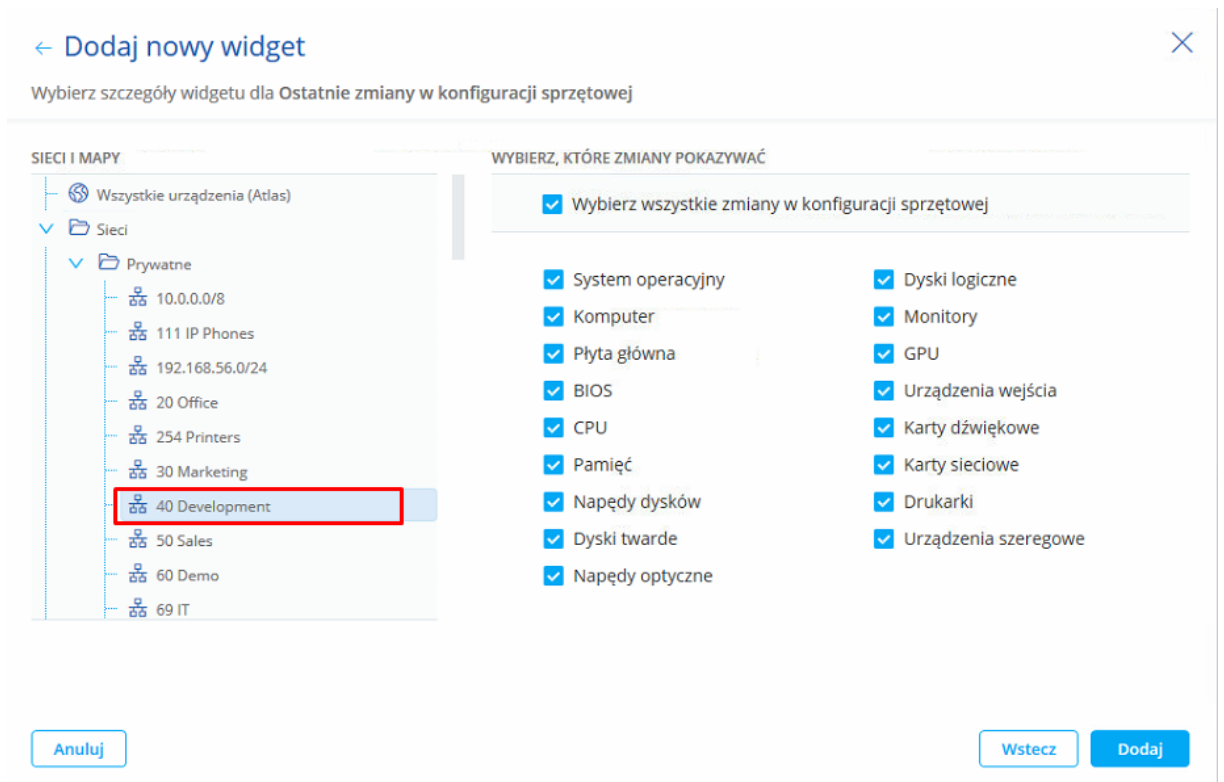 ← Dodaj nowy widget
Wybierz szczegóły widgetu dla Ostatnie zmiany w konfiguracji sprzętowej
SIECI I MAPY
Wszystkie urządzenia (Atlas)
Sieci
Prywatne
10.0.0.0/8
111 IP Phones
192.168.56.0/24
20 Office
254 Printers
30 Marketing
40 Development
50 Sales
60 Demo
69 IT
WYBIERZ, KTÓRE ZMIANY POKAZYWAĆ
Wybierz wszystkie zmiany w konfiguracji sprzętowej
System operacyjny
Komputer
Płyta główna
BIOS
CPU
Pamięć
Napędy dysków
Dyski twarde
Napędy optyczne
Dyski logiczne
Monitory
GPU
Urządzenia wejścia
Karty dźwiękowe
Karty sieciowe
Drukarki
Urządzenia szeregowe
Anuluj
Wstecz
Dodaj